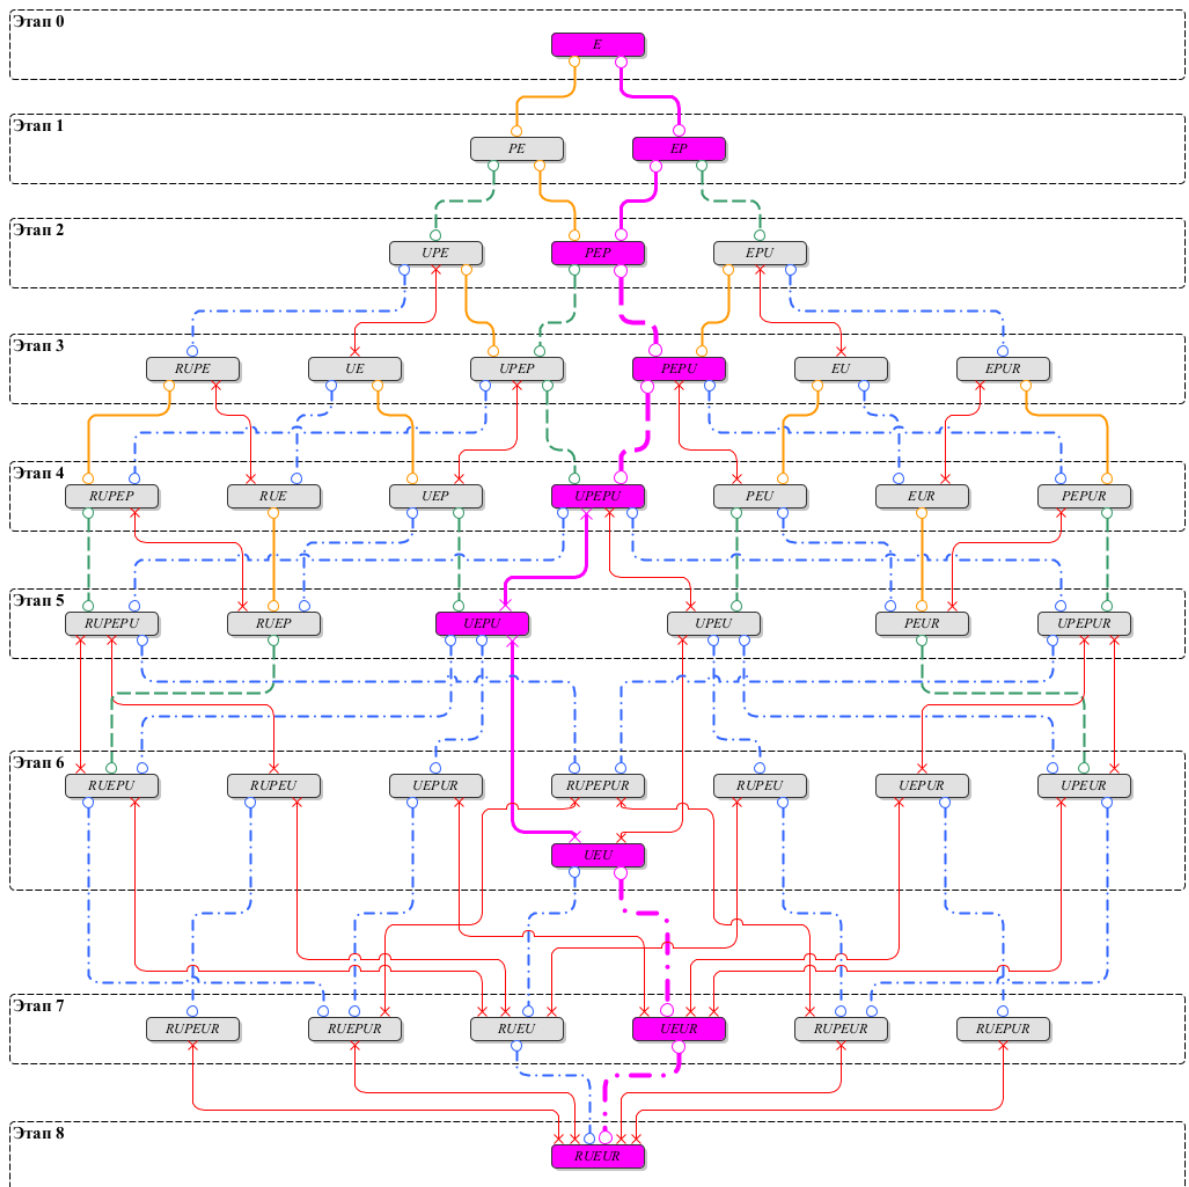 Этап 0
E
Этап 1
PE
EP
Этап 2
UPE
PEP
EPU
Этап 3
RUPE
UE
UPEP
PEPU
EU
EPUR
Этап 4
RUPEP
RUE
UEP
UPEPU
PEU
EUR
PEPUR
Этап 5
RUPEPU
RUEP
UEPU
UPEU
PEUR
UPEPUR
Этап 6
RUEPU
RUPEU
UEPUR
RUPEPUR
RUPEU
UEPUR
UPEUR
UEU
Этап 7
RUPEUR
RUEPUR
RUEU
UEUR
RUPEUR
RUEPUR
Этап 8
RUEUR